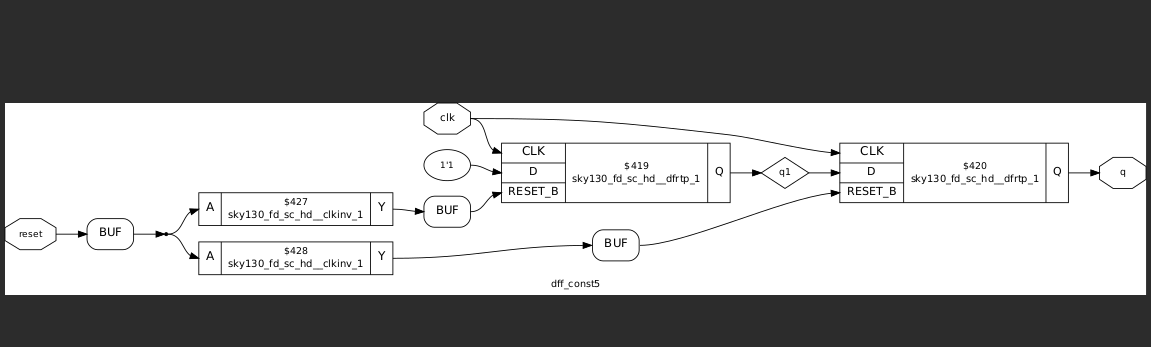 clk
1'1
CLK
D
RESET_B
$419
sky130_fd_sc_hd__dfrtp_1
Q
q1
CLK
D
RESET_B
$420
sky130_fd_sc_hd__dfrtp_1
Q
q
reset
BUF
A
$427
sky130_fd_sc_hd__clkinv_1
Y
BUF
A
$428
sky130_fd_sc_hd__clkinv_1
Y
BUF
dff_const5